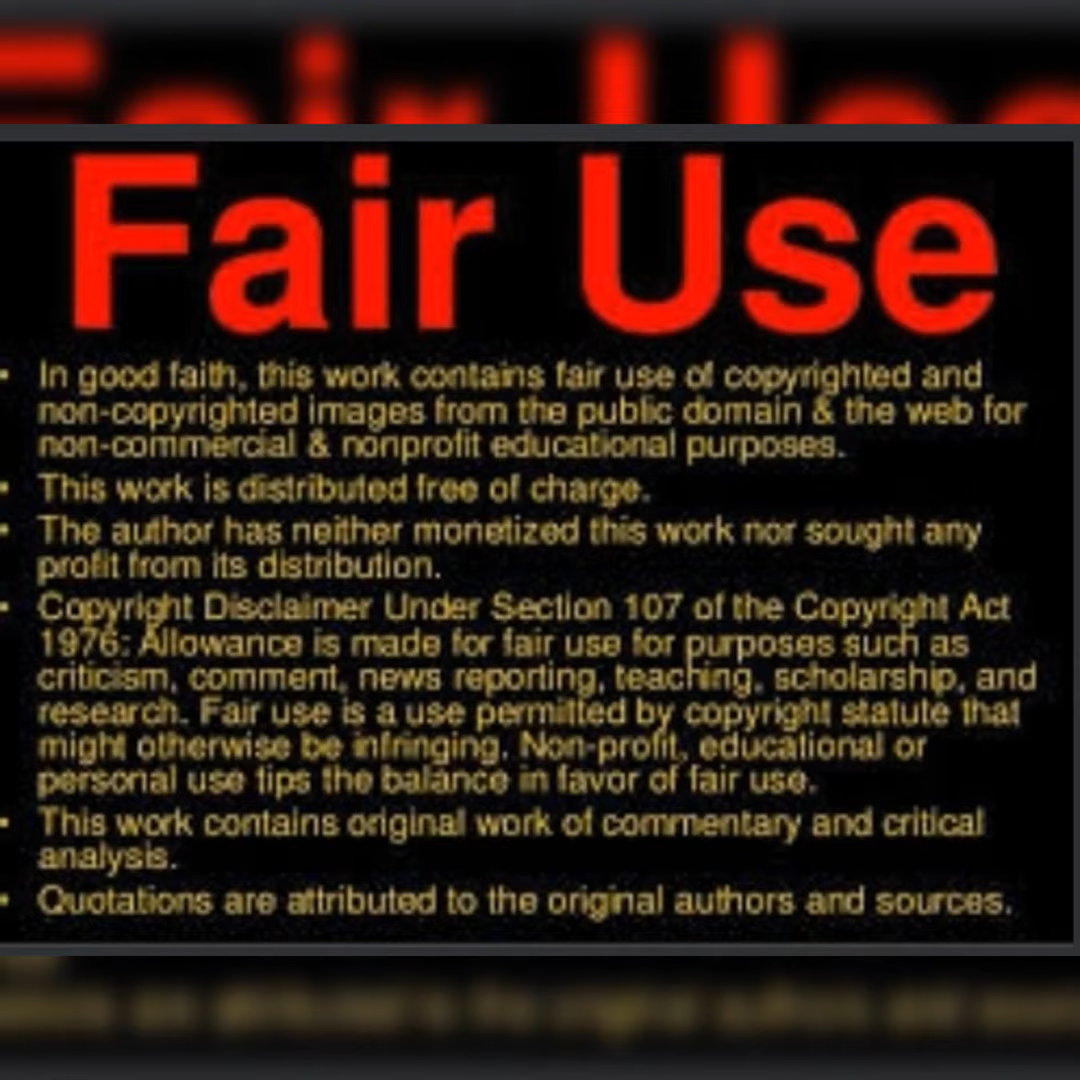 Fair Use
• In good faith, this work contains fair use of copyrighted and
non-copyrighted images from the public domain & the web for
non-commercial & nonprofit educational purposes.
• This work is distributed free of charge.
• The author has neither monetized this work nor sought any
profit from its distribution.
• Copyright Disclaimer Under Section 107 of the Copyright Act
1976: Allowance is made for fair use for purposes such as
criticism, comment, news reporting, teaching, scholarship, and
research. Fair use is a use permitted by copyright statute that
might otherwise be infringing. Non-profit, educational or
personal use tips the balance in favor of fair use.
• This work contains original work of commentary and critical
analysis.
• Quotations are attributed to the original authors and sources.